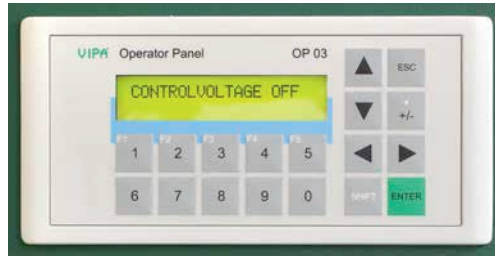 VIPA Operator Panel OP 03
ESC
CONTROLVOLTAGE OFF
+/-
F1 F2 F3 F4 F5
1 2 3 4 5
6 7 8 9 0 SHIFT ENTER